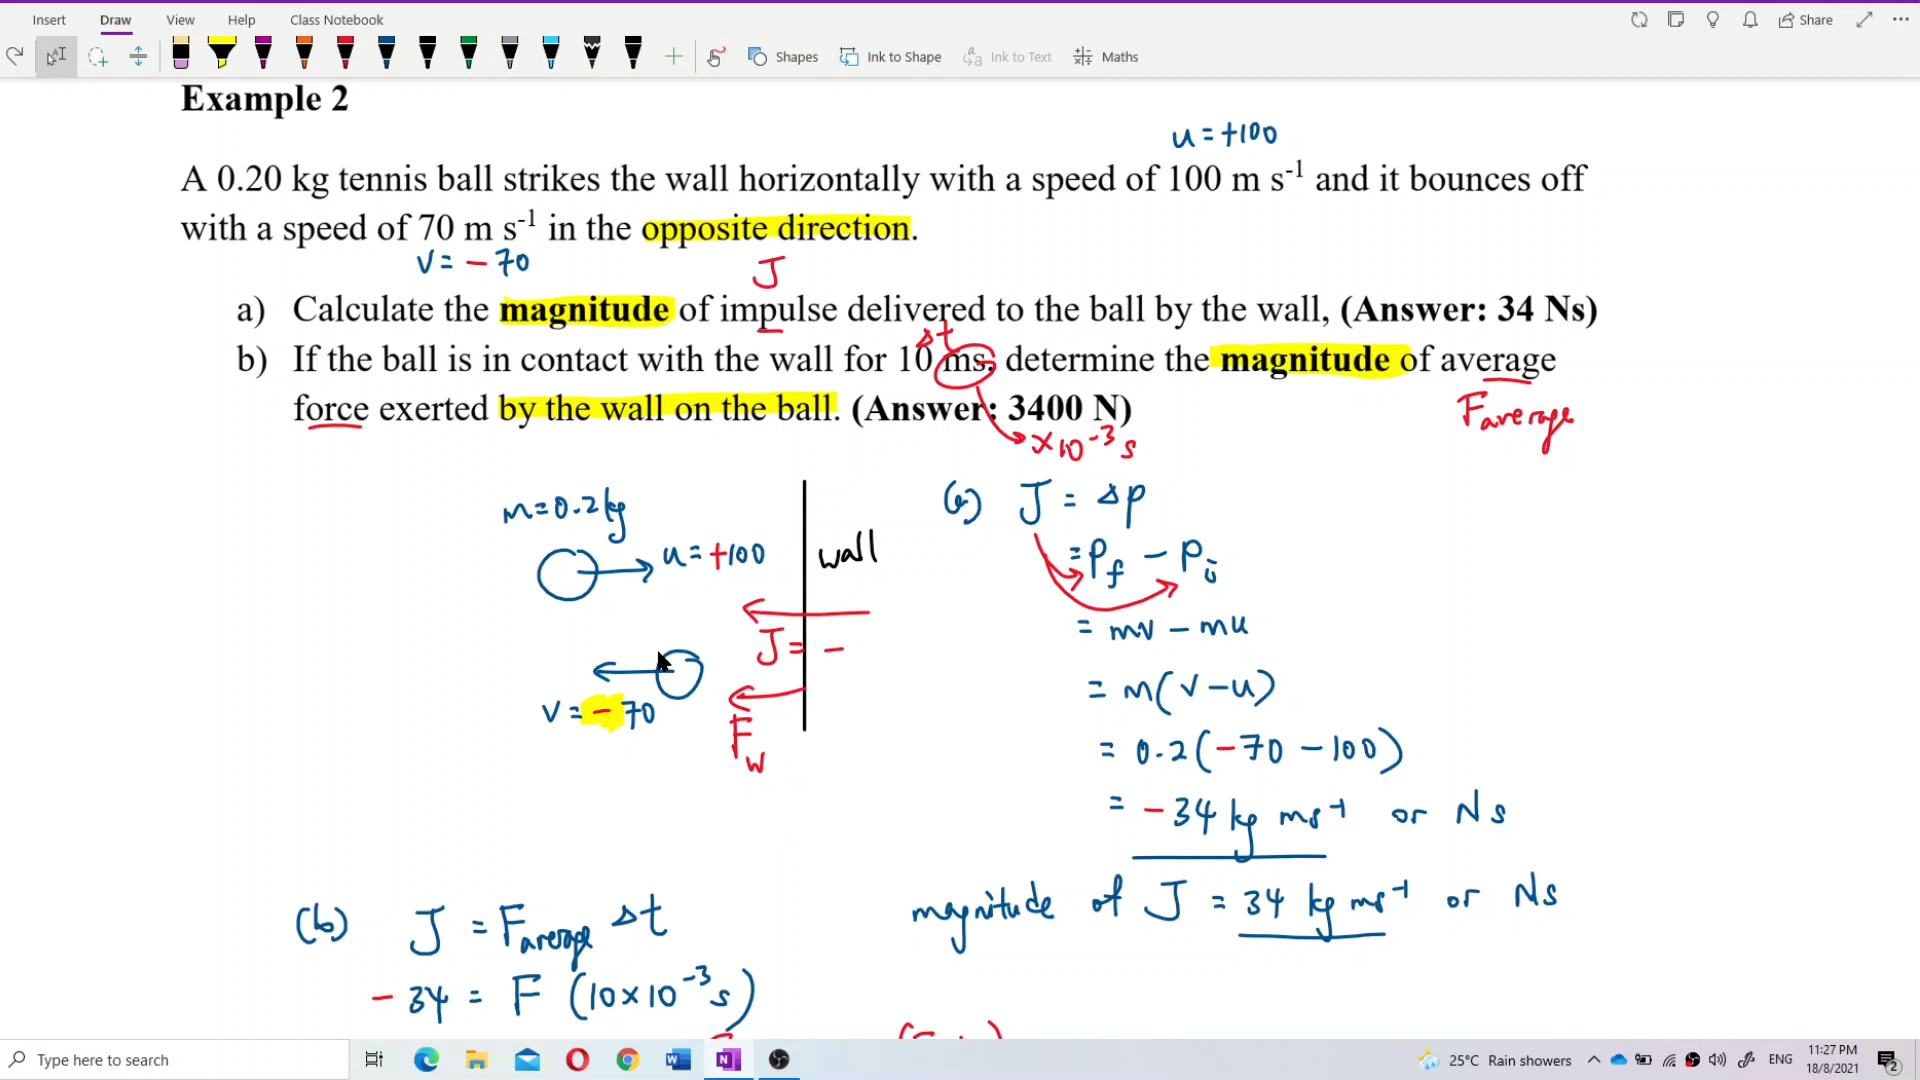 Insert Draw View Help Class Notebook Share
Shapes Ink to Shape Ink to Text Maths
Example 2
u = +100
A 0.20 kg tennis ball strikes the wall horizontally with a speed of 100 m s-1 and it bounces off
with a speed of 70 m s-1 in the opposite direction.
v = - 70
J
a) Calculate the magnitude of impulse delivered to the ball by the wall, (Answer: 34 Ns)
Δt
b) If the ball is in contact with the wall for 10 ms, determine the magnitude of average
force exerted by the wall on the ball. (Answer: 3400 N)
Faverage
×10-3 s
m=0.2kg
u = +100
wall
J = -
v = - 70
Fw
(a) J = Δp
= Pf - Pi
= mv - mu
= m(v - u)
= 0.2(-70 - 100)
= - 34 kg ms-1 or Ns
magnitude of J = 34 kg ms-1 or Ns
(b) J = Faverage Δt
- 34 = F (10×10-3 s)
Type here to search
25°C Rain showers ENG 11:27 PM
18/8/2021
2